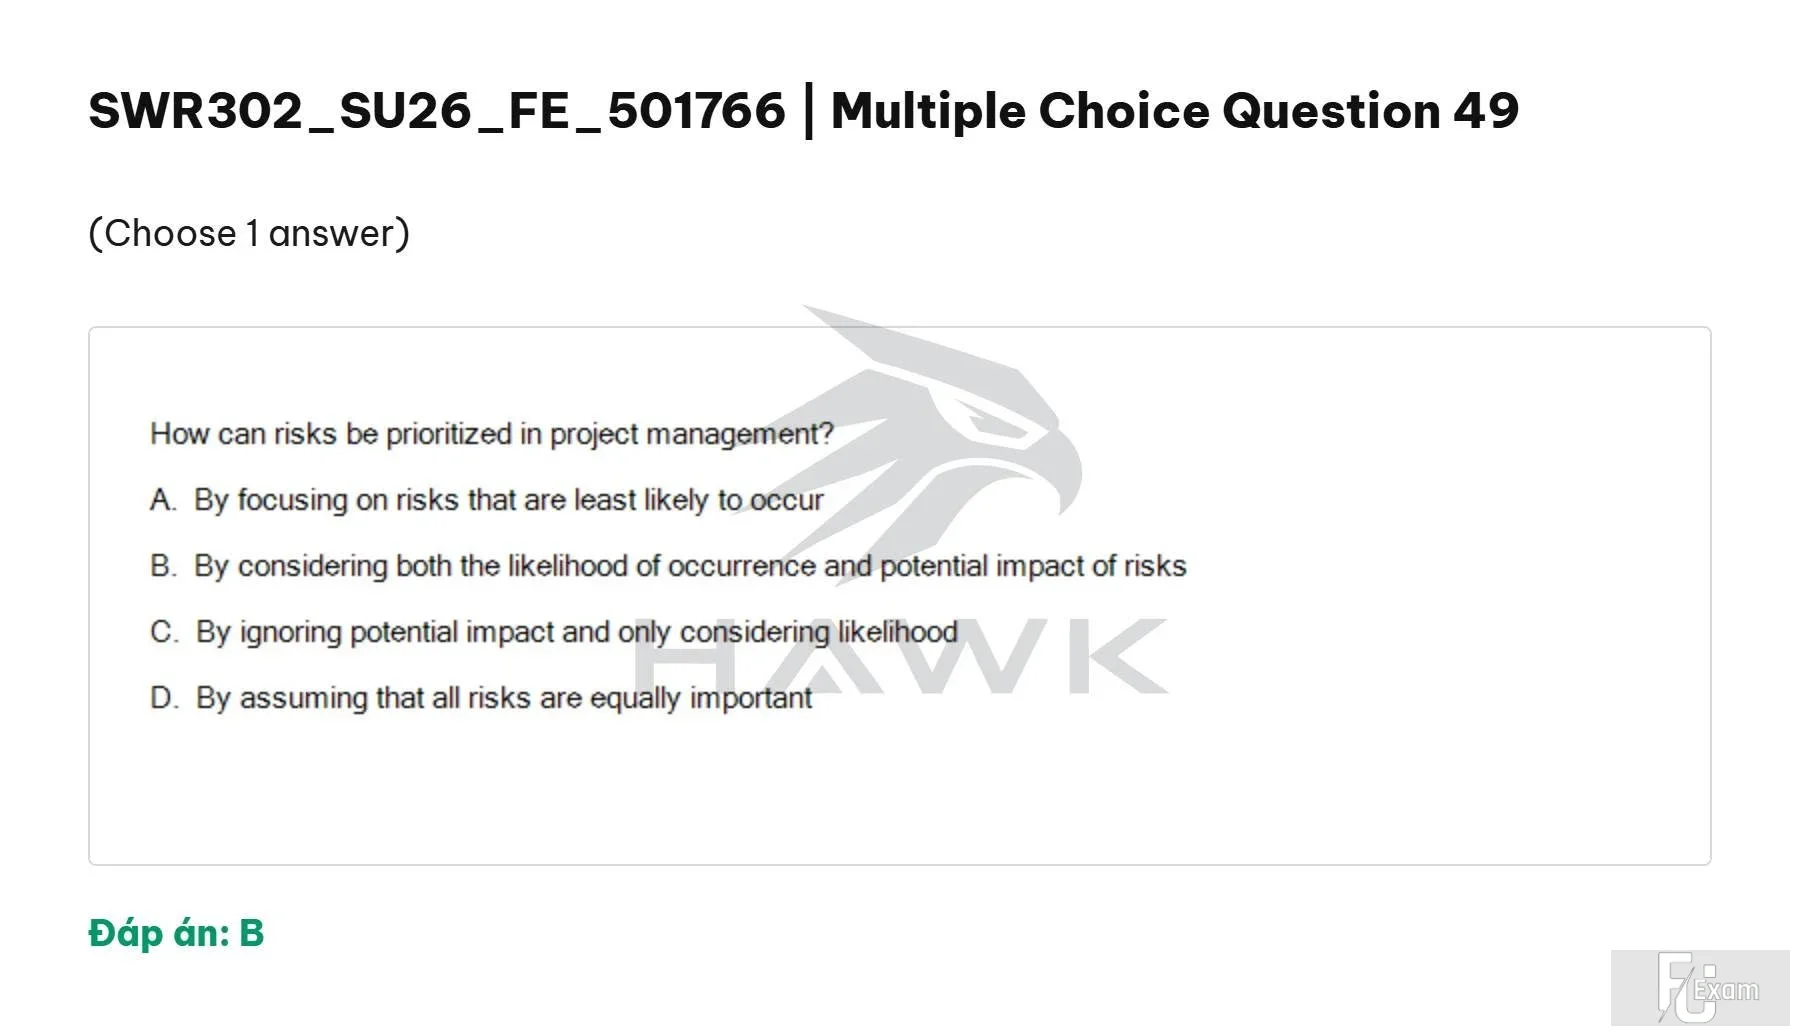 SWR302_SU26_FE_501766 | Multiple Choice Question 49
(Choose 1 answer)
How can risks be prioritized in project management?
A. By focusing on risks that are least likely to occur
B. By considering both the likelihood of occurrence and potential impact of risks
C. By ignoring potential impact and only considering likelihood
D. By assuming that all risks are equally important
HAWK
Đáp án: B
FU Exam